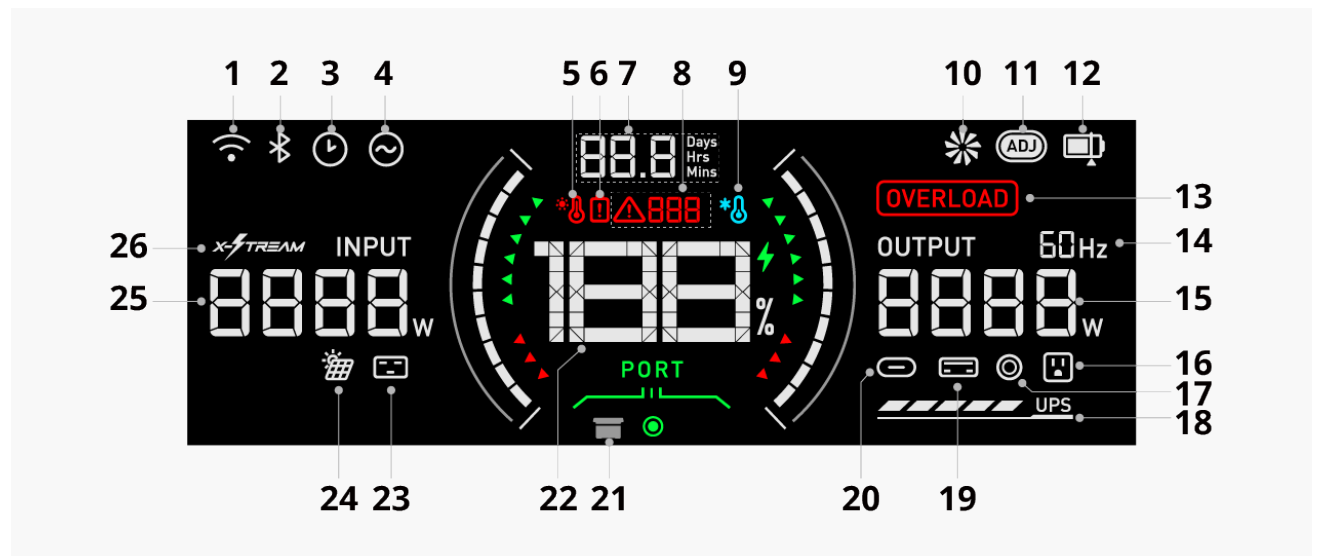 1 2 3 4 5 6 7 8 9 10 11 12
88.8 Days
Hrs
Mins
ADJ
888
OVERLOAD 13
26 X-STREAM INPUT
OUTPUT 60Hz 14
25 8888 W
188 %
8888 W 15
PORT
16
17
UPS 18
24 23 22 21 20 19